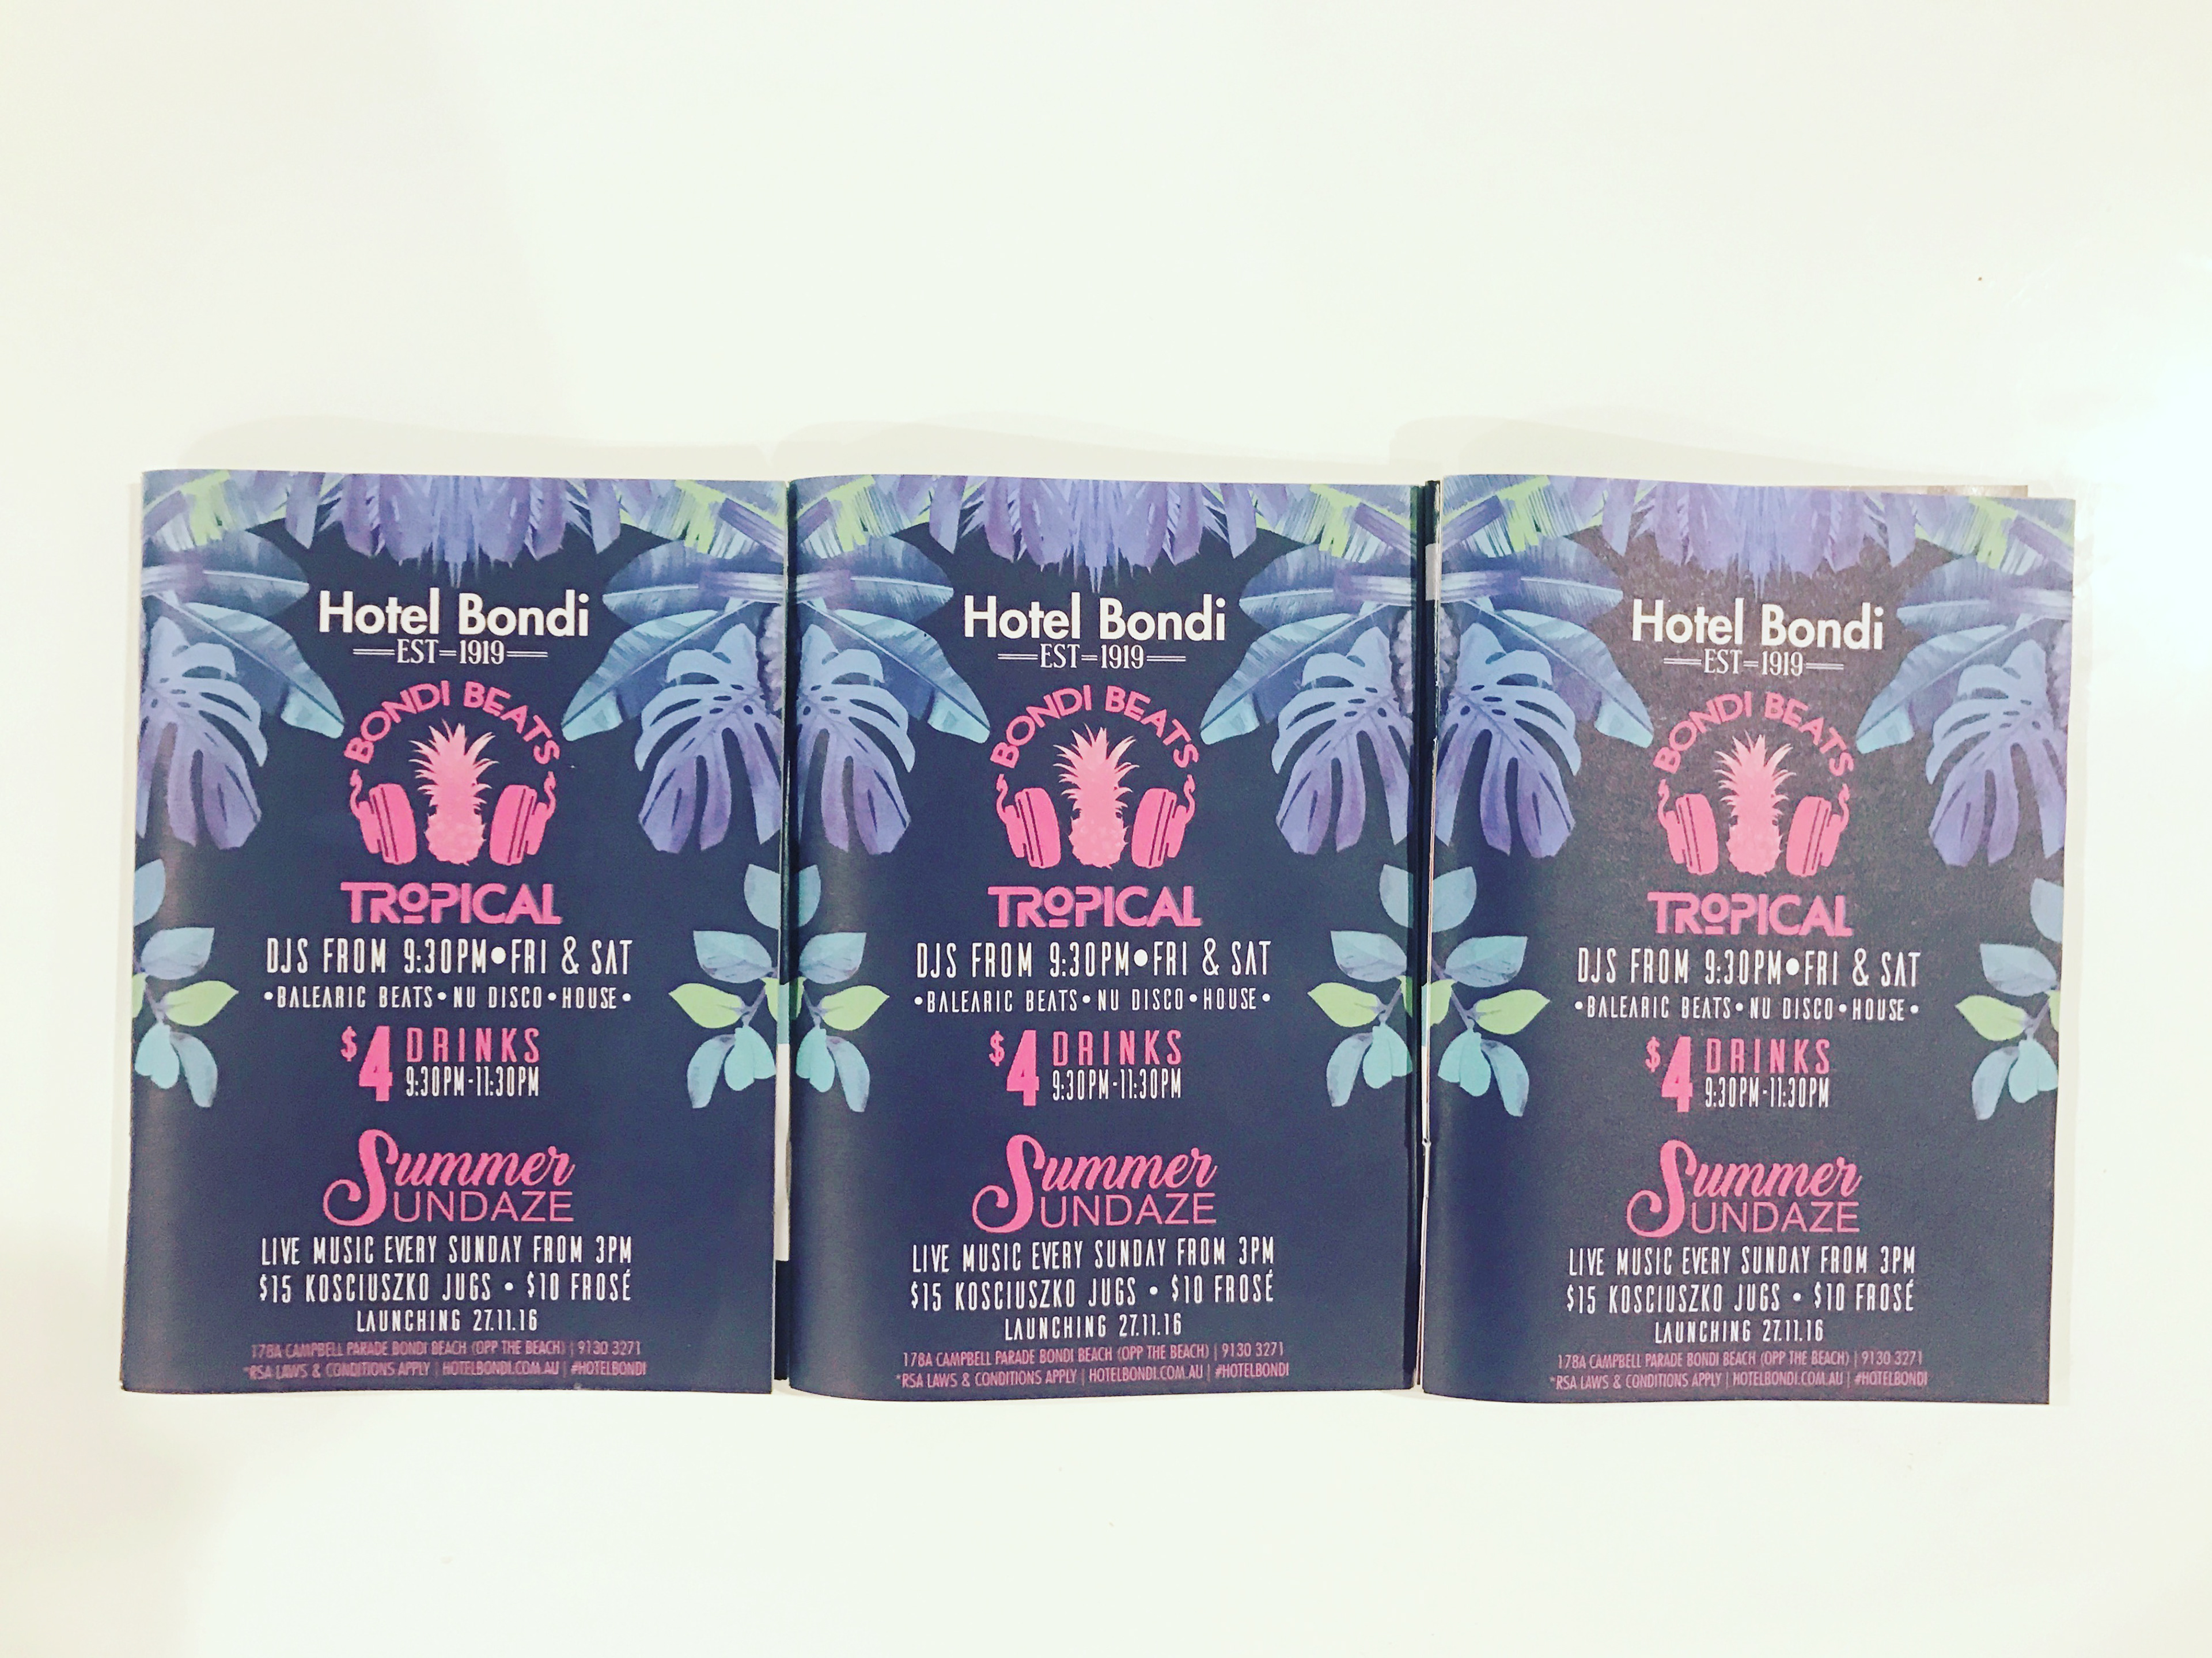 Hotel Bondi
EST 1919
BONDI BEATS
TROPICAL
DJS FROM 9:30PM•FRI & SAT
•BALEARIC BEATS•NU DISCO•HOUSE•
$4 DRINKS
9:30PM-11:30PM
Summer
SUNDAZE
LIVE MUSIC EVERY SUNDAY FROM 3PM
$15 KOSCIUSZKO JUGS • $10 FROSÉ
LAUNCHING 27.11.16
178A CAMPBELL PARADE BONDI BEACH (OPP THE BEACH) | 9130 3271
*RSA LAWS & CONDITIONS APPLY | HOTELBONDI.COM.AU | #HOTELBONDI
Hotel Bondi
EST 1919
BONDI BEATS
TROPICAL
DJS FROM 9:30PM•FRI & SAT
•BALEARIC BEATS•NU DISCO•HOUSE•
$4 DRINKS
9:30PM-11:30PM
Summer
SUNDAZE
LIVE MUSIC EVERY SUNDAY FROM 3PM
$15 KOSCIUSZKO JUGS • $10 FROSÉ
LAUNCHING 27.11.16
178A CAMPBELL PARADE BONDI BEACH (OPP THE BEACH) | 9130 3271
*RSA LAWS & CONDITIONS APPLY | HOTELBONDI.COM.AU | #HOTELBONDI
Hotel Bondi
EST 1919
BONDI BEATS
TROPICAL
DJS FROM 9:30PM•FRI & SAT
•BALEARIC BEATS•NU DISCO•HOUSE•
$4 DRINKS
9:30PM-11:30PM
Summer
SUNDAZE
LIVE MUSIC EVERY SUNDAY FROM 3PM
$15 KOSCIUSZKO JUGS • $10 FROSÉ
LAUNCHING 27.11.16
178A CAMPBELL PARADE BONDI BEACH (OPP THE BEACH) | 9130 3271
*RSA LAWS & CONDITIONS APPLY | HOTELBONDI.COM.AU | #HOTELBONDI